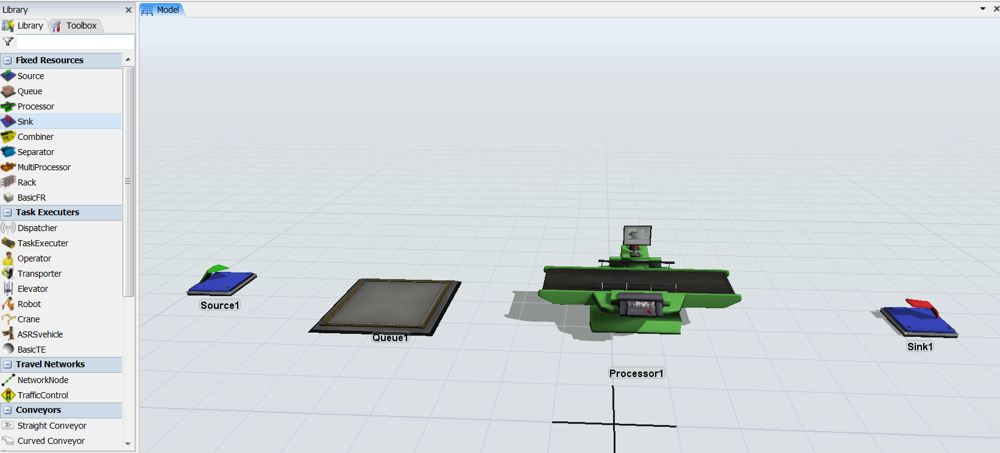 Library
Library
Toolbox
Fixed Resources
Source
Queue
Processor
Sink
Combiner
Separator
MultiProcessor
Rack
BasicFR
Task Executers
Dispatcher
TaskExecuter
Operator
Transporter
Elevator
Robot
Crane
ASRSvehicle
BasicTE
Travel Networks
NetworkNode
TrafficControl
Conveyors
Straight Conveyor
Curved Conveyor
Model
Source1
Queue1
Processor1
Sink1